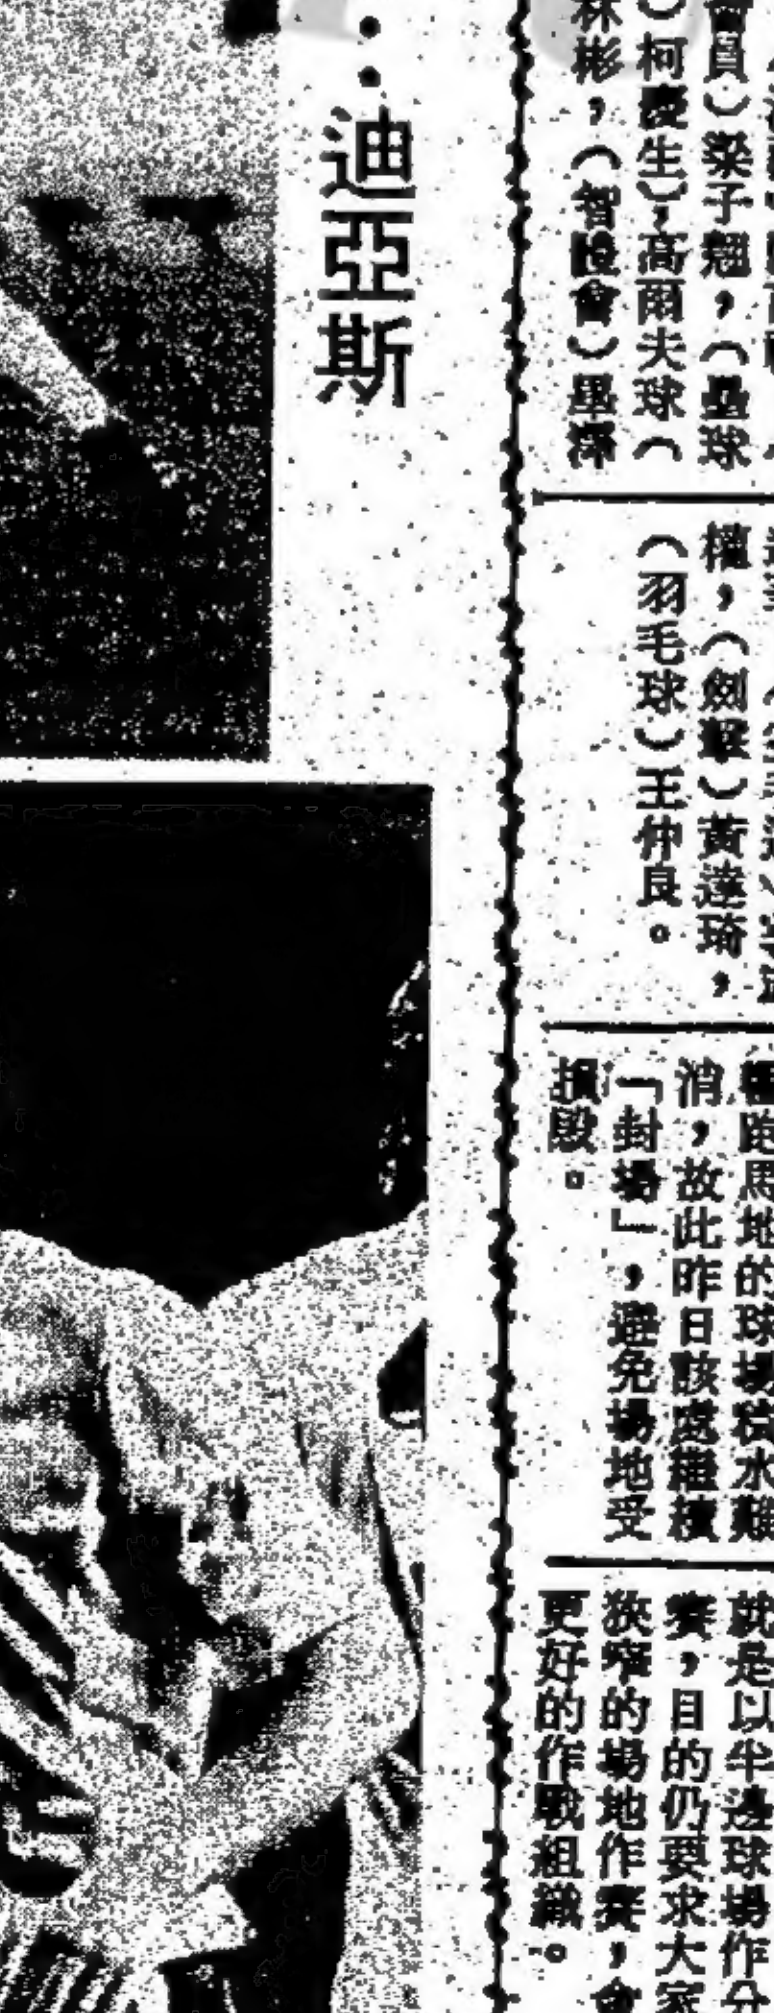 會員）梁子翹，（壘球
）柯慶生，高爾夫球（
林彬，（智障會）
權，（劍擊）黃達琦，
（羽毛球）王仲良。
跑馬地的球場積水難
消，故此昨日該處繼續
「封場」，避免場地受
損毀。
就是以半邊球場作分
賽，目的仍要求大家
狹窄的場地作賽，會
更好的作戰組織。
：迪亞斯